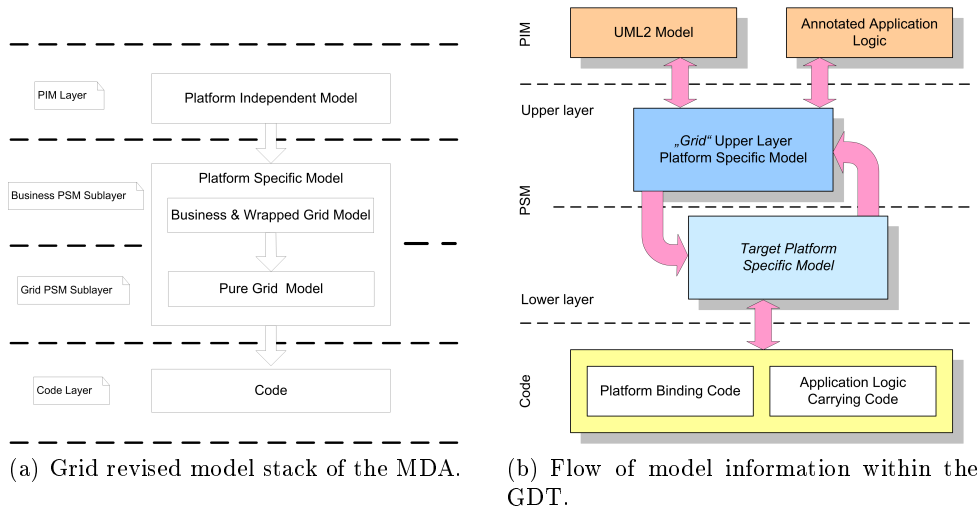 PIM Layer
Platform Independent Model
Business PSM Sublayer
Platform Specific Model
Business & Wrapped Grid Model
Grid PSM Sublayer
Pure Grid Model
Code Layer
Code
(a) Grid revised model stack of the MDA.
PIM
UML2 Model
Annotated Application
Logic
Upper layer
„Grid“ Upper Layer
Platform Specific Model
PSM
Target Platform
Specific Model
Lower layer
Code
Platform Binding Code
Application Logic
Carrying Code
(b) Flow of model information within the
GDT.